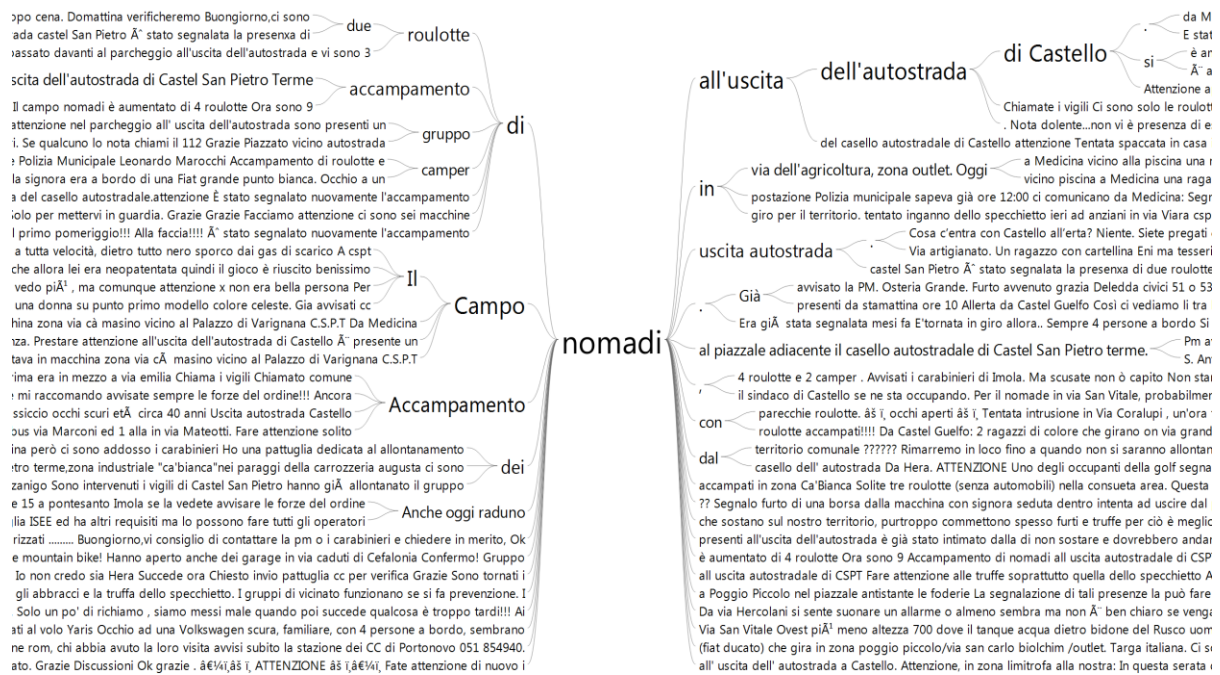 opo cena. Domattina verificheremo Buongiorno,ci sono
rada castel San Pietro Ã¨ stato segnalata la presenxa di
passato davanti al parcheggio all'uscita dell'autostrada e vi sono 3
due
roulotte
uscita dell'autostrada di Castel San Pietro Terme
Il campo nomadi è aumentato di 4 roulotte Ora sono 9
accampamento
attenzione nel parcheggio all' uscita dell'autostrada sono presenti un
i. Se qualcuno lo nota chiami il 112 Grazie Piazzato vicino autostrada
gruppo
e Polizia Municipale Leonardo Marocchi Accampamento di roulotte e
la signora era a bordo di una Fiat grande punto bianca. Occhio a un
camper
a del casello autostradale.attenzione È stato segnalato nuovamente l'accampamento
Solo per mettervi in guardia. Grazie Grazie Facciamo attenzione ci sono sei macchine
l primo pomeriggio!!! Alla faccia!!!! Ã¨ stato segnalato nuovamente l'accampamento
di
a tutta velocità, dietro tutto nero sporco dai gas di scarico A cspt
che allora lei era neopatentata quindi il gioco è riuscito benissimo
vedo piÃ¹ , ma comunque attenzione x non era bella persona Per
una donna su punto primo modello colore celeste. Gia avvisati cc
Il
hina zona via cà masino vicino al Palazzo di Varignana C.S.P.T Da Medicina
nza. Prestare attenzione all'uscita dell'autostrada di Castello Ã¨ presente un
tava in macchina zona via cÃ  masino vicino al Palazzo di Varignana C.S.P.T
Campo
rima era in mezzo a via emilia Chiama i vigili Chiamato comune
e mi raccomando avvisate sempre le forze del ordine!!! Ancora
ssiccio occhi scuri etÃ  circa 40 anni Uscita autostrada Castello
ous via Marconi ed 1 alla in via Mateotti. Fare attenzione solito
Accampamento
ina però ci sono addosso i carabinieri Ho una pattuglia dedicata al allontanamento
etro terme,zona industriale "ca'bianca"nei paraggi della carrozzeria augusta ci sono
zanigo Sono intervenuti i vigili di Castel San Pietro hanno giÃ  allontanato il gruppo
dei
e 15 a pontesanto Imola se la vedete avvisare le forze del ordine
glia ISEE ed ha altri requisiti ma lo possono fare tutti gli operatori
Anche oggi raduno
rizzati ......... Buongiorno,vi consiglio di contattare la pm o i carabinieri e chiedere in merito, Ok
e mountain bike! Hanno aperto anche dei garage in via caduti di Cefalonia Confermo! Gruppo
Io non credo sia Hera Succede ora Chiesto invio pattuglia cc per verifica Grazie Sono tornati i
gli abbracci e la truffa dello specchietto. I gruppi di vicinato funzionano se si fa prevenzione. I
Solo un po' di richiamo , siamo messi male quando poi succede qualcosa è troppo tardi!!! Ai
ati al volo Yaris Occhio ad una Volkswagen scura, familiare, con 4 persone a bordo, sembrano
ne rom, chi abbia avuto la loro visita avvisi subito la stazione dei CC di Portonovo 051 854940.
ato. Grazie Discussioni Ok grazie . â€¼ï¸âš ï¸ ATTENZIONE âš ï¸â€¼ï¸ Fate attenzione di nuovo i
nomadi
all'uscita
dell'autostrada
di Castello
.
da M
E stat
si
è an
Ã¨ a
Attenzione a
Chiamate i vigili Ci sono solo le roulott
. Nota dolente...non vi è presenza di es
del casello autostradale di Castello attenzione Tentata spaccata in casa
in
via dell'agricoltura, zona outlet. Oggi
a Medicina vicino alla piscina una r
vicino piscina a Medicina una raga
postazione Polizia municipale sapeva già ore 12:00 ci comunicano da Medicina: Segn
giro per il territorio. tentato inganno dello specchietto ieri ad anziani in via Viara csp
uscita autostrada
.
Cosa c'entra con Castello all'erta? Niente. Siete pregati
Via artigianato. Un ragazzo con cartellina Eni ma tesseri
castel San Pietro Ã¨ stato segnalata la presenxa di due roulotte
.
Già
avvisato la PM. Osteria Grande. Furto avvenuto grazia Deledda civici 51 o 53
presenti da stamattina ore 10 Allerta da Castel Guelfo Così ci vediamo li tra
Era giÃ  stata segnalata mesi fa E'tornata in giro allora.. Sempre 4 persone a bordo Si
al piazzale adiacente il casello autostradale di Castel San Pietro terme.
Pm av
S. Ant
,
4 roulotte e 2 camper . Avvisati i carabinieri di Imola. Ma scusate non ò capito Non stan
il sindaco di Castello se ne sta occupando. Per il nomade in via San Vitale, probabilmen
con
parecchie roulotte. âš ï¸ occhi aperti âš ï¸ Tentata intrusione in Via Coralupi , un'ora
roulotte accampati!!!! Da Castel Guelfo: 2 ragazzi di colore che girano on via grand
dal
territorio comunale ?????? Rimarremo in loco fino a quando non si saranno allontan
casello dell' autostrada Da Hera. ATTENZIONE Uno degli occupanti della golf segna
accampati in zona Ca'Bianca Solite tre roulotte (senza automobili) nella consueta area. Questa
?? Segnalo furto di una borsa dalla macchina con signora seduta dentro intenta ad uscire dal
che sostano sul nostro territorio, purtroppo commettono spesso furti e truffe per ciò è meglio
presenti all'uscita dell'autostrada è già stato intimato dalla di non sostare e dovrebbero andar
è aumentato di 4 roulotte Ora sono 9 Accampamento di nomadi all uscita autostradale di CSPT
all uscita autostradale di CSPT Fare attenzione alle truffe soprattutto quella dello specchietto A
a Poggio Piccolo nel piazzale antistante le foderie La segnalazione di tali presenze la può fare
Da via Hercolani si sente suonare un allarme o almeno sembra ma non Ã¨ ben chiaro se venga
Via San Vitale Ovest piÃ¹ meno altezza 700 dove il tanque acqua dietro bidone del Rusco uom
(fiat ducato) che gira in zona poggio piccolo/via san carlo biolchim /outlet. Targa italiana. Ci so
all' uscita dell' autostrada a Castello. Attenzione, in zona limitrofa alla nostra: In questa serata